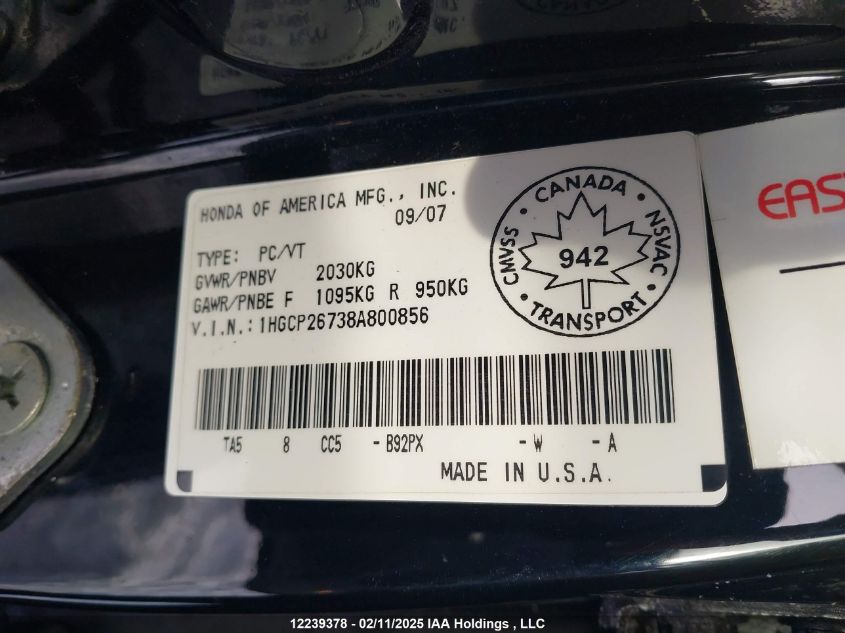 HONDA OF AMERICA MFG., INC.
09/07
TYPE: PC/VT
GVWR/PNBV 2030KG
GAWR/PNBE F 1095KG R 950KG
V.I.N.: 1HGCP26738A800856
CANADA
CMVSS • NSVAC
942
• TRANSPORT •
TA5 8 CC5 - B92PX - W - A
MADE IN U.S.A.
EAS
12239378 - 02/11/2025 IAA Holdings , LLC